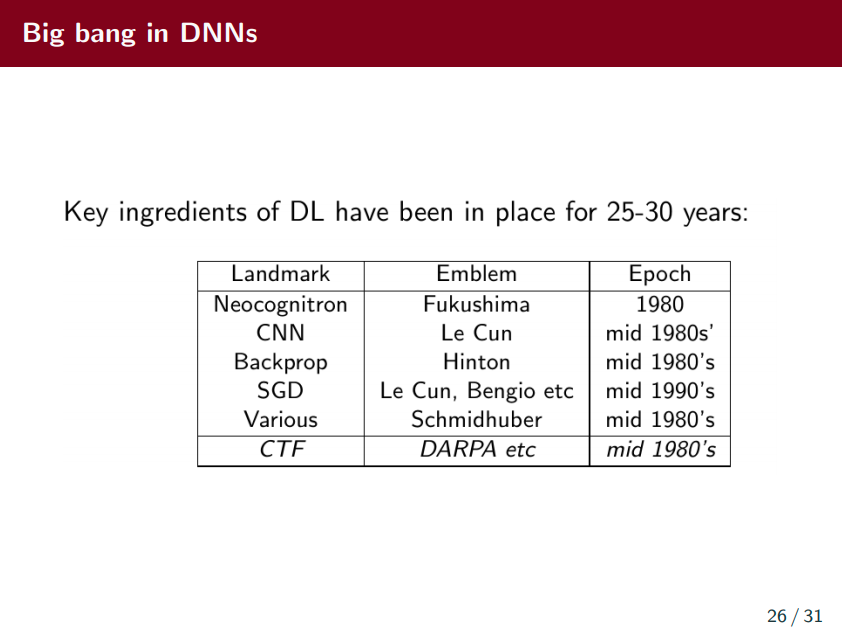 Big bang in DNNs
Key ingredients of DL have been in place for 25-30 years:
Landmark Emblem Epoch
Neocognitron Fukushima 1980
CNN Le Cun mid 1980s'
Backprop Hinton mid 1980's
SGD Le Cun, Bengio etc mid 1990's
Various Schmidhuber mid 1980's
CTF DARPA etc mid 1980's
26 / 31